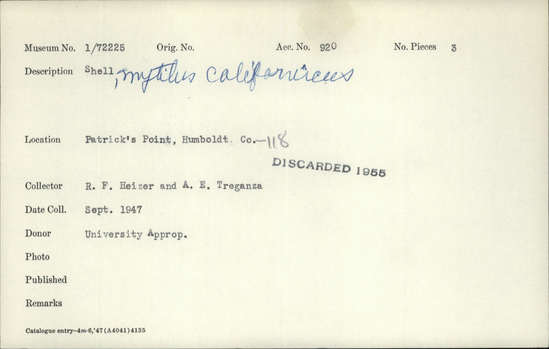 Museum No. 1/72225 Orig. No. Acc. No. 920 No. Pieces 3
Description Shell, mytilus californicus
Location Patrick's Point, Humboldt Co.-118
DISCARDED 1955
Collector R. F. Heizer and A. E. Treganza
Date Coll. Sept. 1947
Donor University Approp.
Photo
Published
Remarks
Catalogue entry—4m-6,'47(A4041)4135